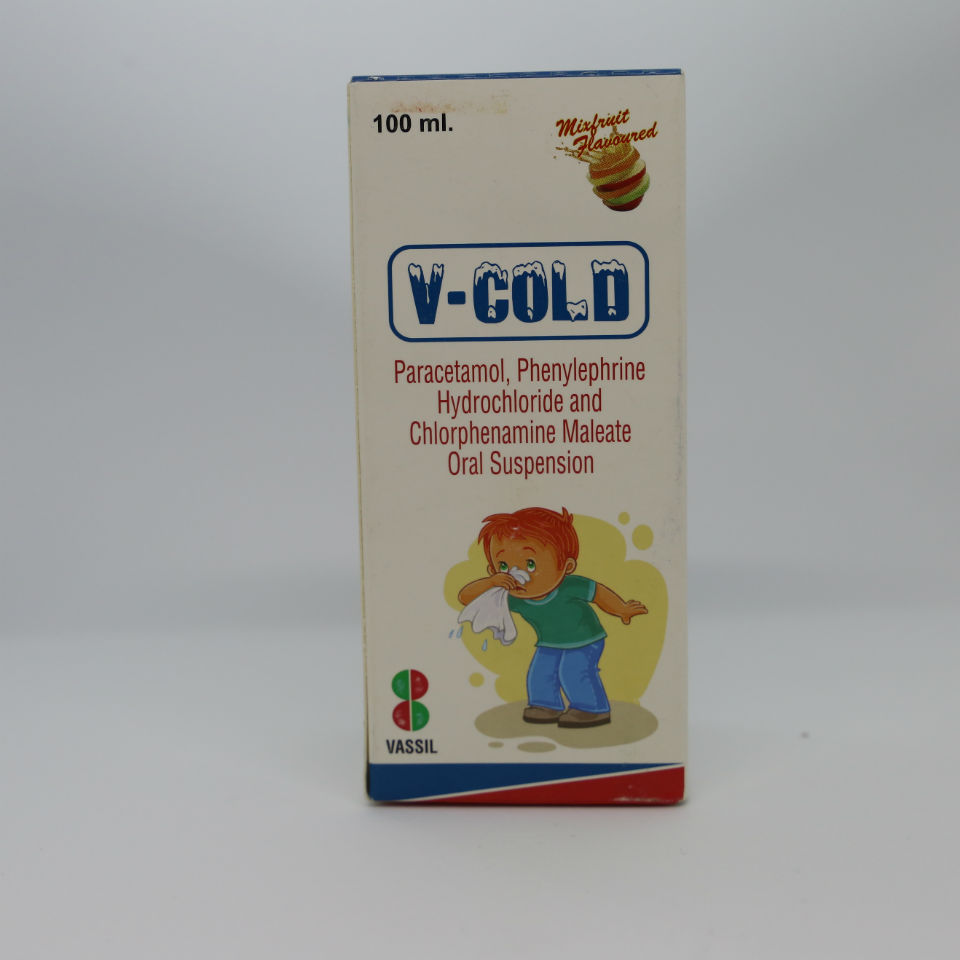 100 ml.
Mixfruit
Flavoured
V-COLD
Paracetamol, Phenylephrine
Hydrochloride and
Chlorphenamine Maleate
Oral Suspension
VASSIL